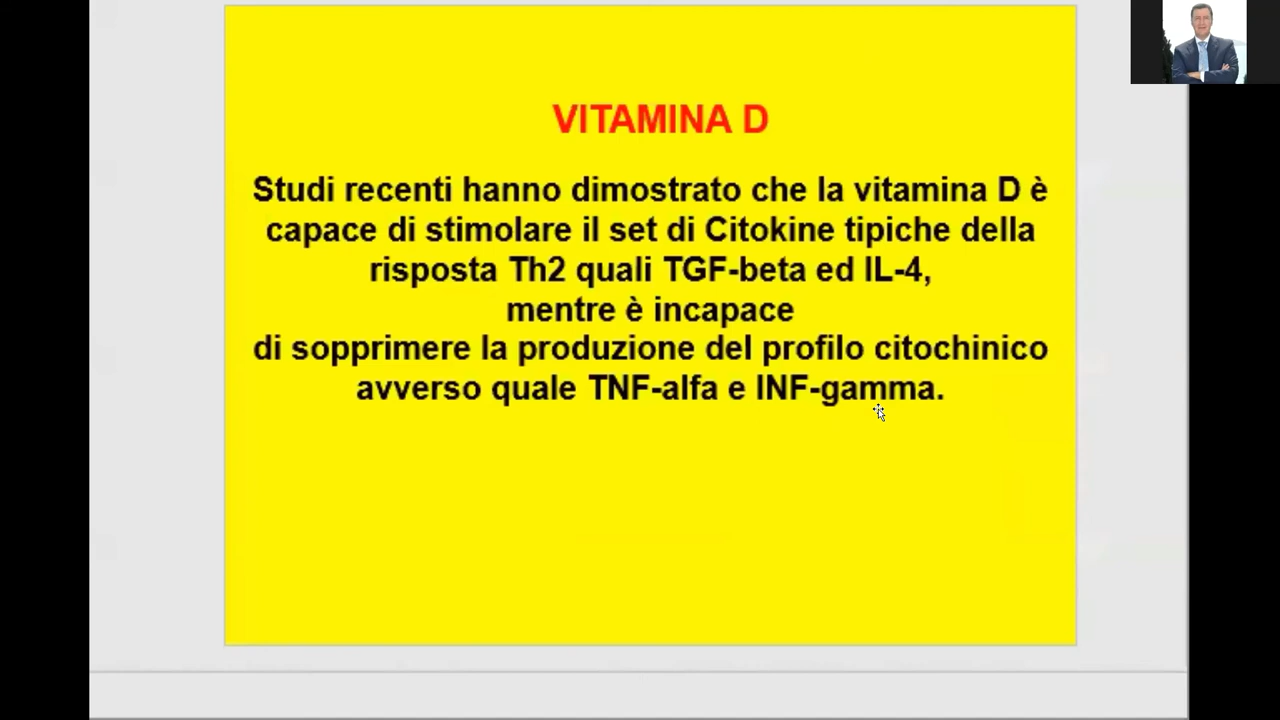 VITAMINA D
Studi recenti hanno dimostrato che la vitamina D è
capace di stimolare il set di Citokine tipiche della
risposta Th2 quali TGF-beta ed IL-4,
mentre è incapace
di sopprimere la produzione del profilo citochinico
avverso quale TNF-alfa e INF-gamma.